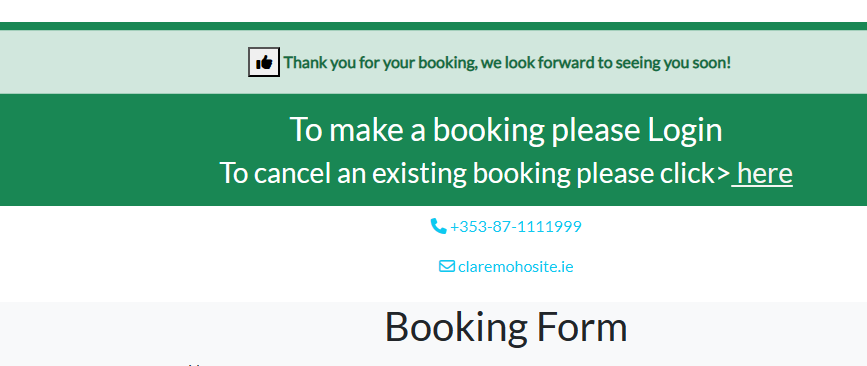 Thank you for your booking, we look forward to seeing you soon!
To make a booking please Login
To cancel an existing booking please click> here
+353-87-1111999
claremohosite.ie
Booking Form